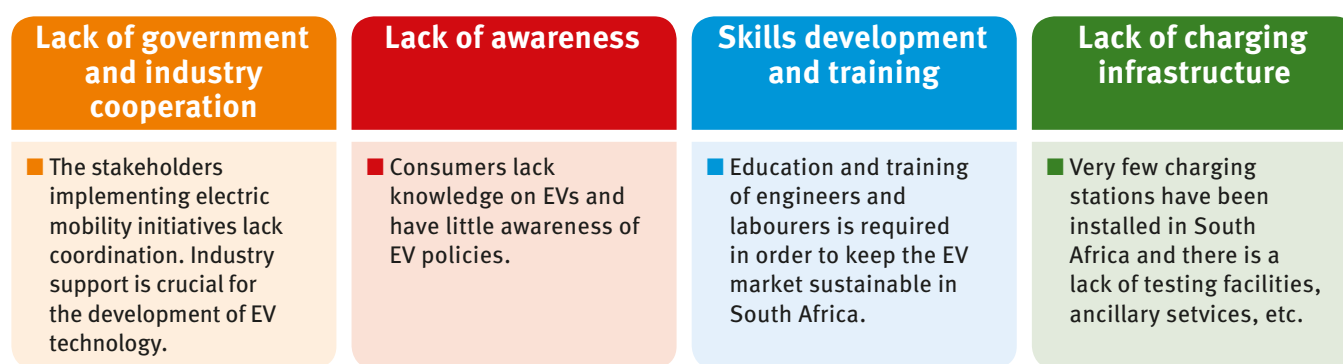 Lack of government
and industry
cooperation
■ The stakeholders
implementing electric
mobility initiatives lack
coordination. Industry
support is crucial for
the development of EV
technology.
Lack of awareness
■ Consumers lack
knowledge on EVs and
have little awareness of
EV policies.
Skills development
and training
■ Education and training
of engineers and
labourers is required
in order to keep the EV
market sustainable in
South Africa.
Lack of charging
infrastructure
■ Very few charging
stations have been
installed in South
Africa and there is a
lack of testing facilities,
ancillary setvices, etc.